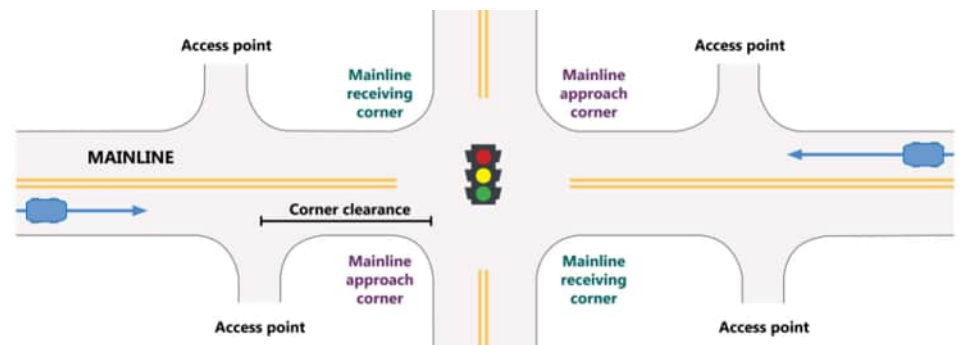 Access point
Access point
Mainline
receiving
corner
Mainline
approach
corner
MAINLINE
Corner clearance
Mainline
approach
corner
Mainline
receiving
corner
Access point
Access point